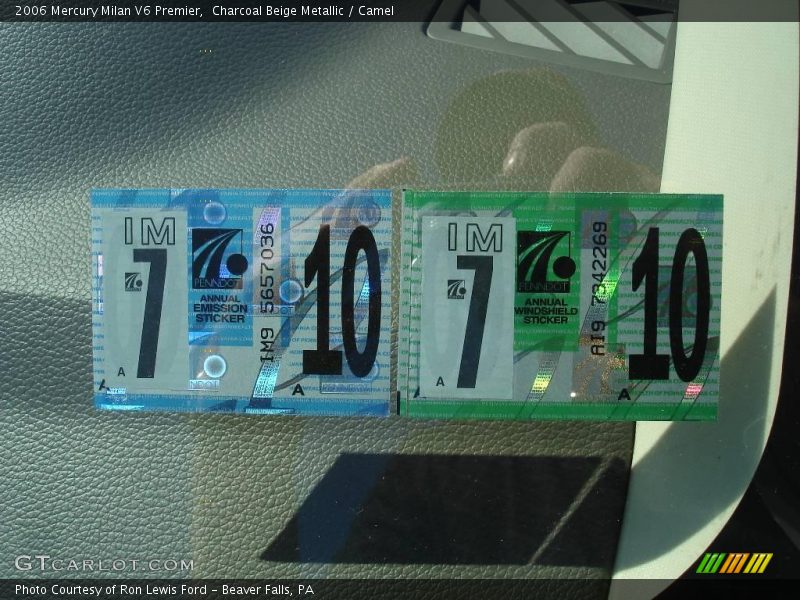 2006 Mercury Milan V6 Premier,  Charcoal Beige Metallic / Camel
IM
7
A
A
PENNDOT
ANNUAL
EMISSION
STICKER
IM9 5657036
10
A
IM
7
A
PENNDOT
ANNUAL
WINDSHIELD
STICKER
AI9 7342269
10
A
GTCARLOT.COM
Photo Courtesy of Ron Lewis Ford - Beaver Falls, PA